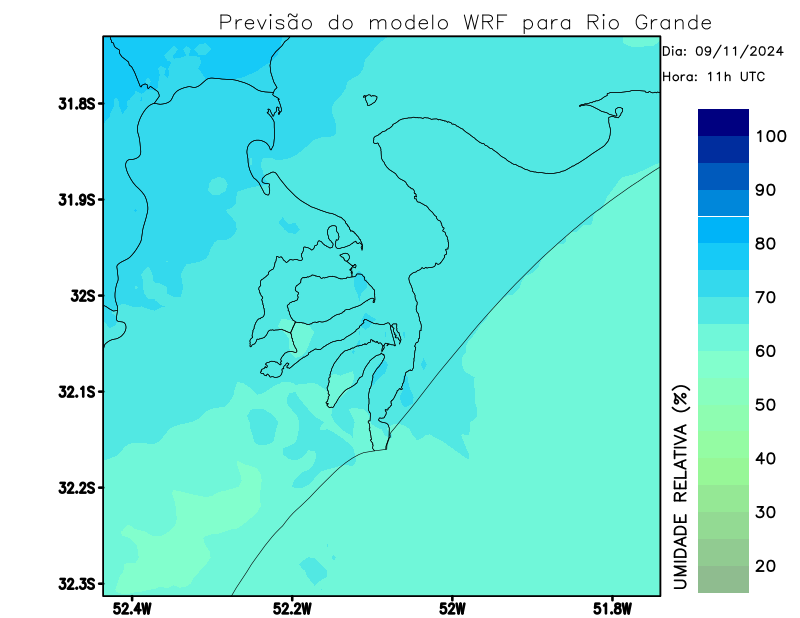 Previsão do modelo WRF para Rio Grande
Dia: 09/11/2024
Hora: 11h UTC
31.8S
31.9S
32S
32.1S
32.2S
32.3S
52.4W
52.2W
52W
51.8W
UMIDADE RELATIVA (%)
100
90
80
70
60
50
40
30
20